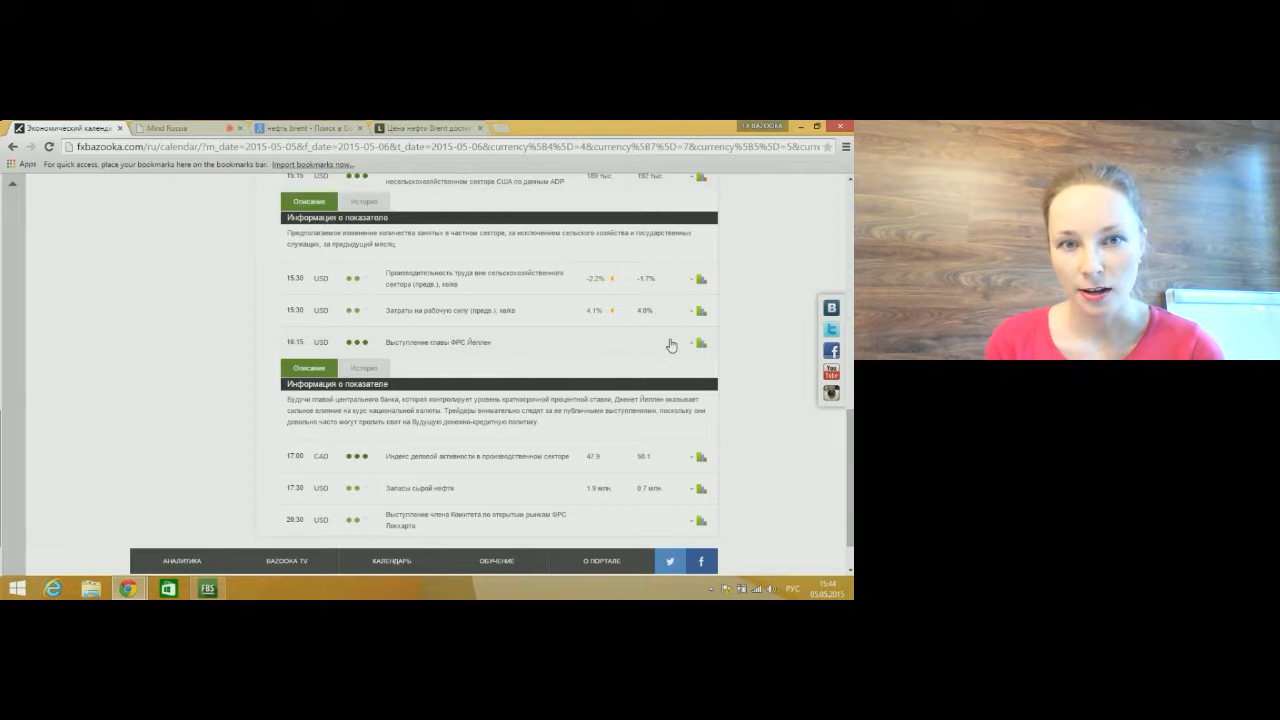 Экономический календ
Mind Russia
нефть brent - Поиск в Go
Цена нефти Brent достиг
FX BAZOOKA
fxbazooka.com/ru/calendar/?m_date=2015-05-05&f_date=2015-05-06&t_date=2015-05-06&currency%5B4%5D=4&currency%5B7%5D=7&currency%5B5%5D=5&curre
Apps For quick access, place your bookmarks here on the bookmarks bar. Import bookmarks now...
15:15 USD несельскохозяйственном секторе США по данным ADP 189 тыс. 192 тыс.
Описание История
Информация о показателе
Предполагаемое изменение количества занятых в частном секторе, за исключением сельского хозяйства и государственных
служащих, за предыдущий месяц
15:30 USD Производительность труда вне сельскохозяйственного
сектора (предв.), кв/кв -2.2% -1.7%
15:30 USD Затраты на рабочую силу (предв.), кв/кв 4.1% 4.0%
16:15 USD Выступление главы ФРС Йеллен
Описание История
Информация о показателе
Будучи главой центрального банка, которая контролирует уровень краткосрочной процентной ставки, Дженет Йеллен оказывает
сильное влияние на курс национальной валюты. Трейдеры внимательно следят за ее публичными выступлениями, поскольку они
довольно часто могут пролить свет на будущую денежно-кредитную политику.
17:00 CAD Индекс деловой активности в производственном секторе 47.9 50.1
17:30 USD Запасы сырой нефти 1.9 млн. 0.7 млн.
20:30 USD Выступление члена Комитета по открытым рынкам ФРС
Локхарта
АНАЛИТИКА BAZOOKA TV КАЛЕНДАРЬ ОБУЧЕНИЕ О ПОРТАЛЕ
You
Tube
FBS
РУС
15:44
05.05.2015